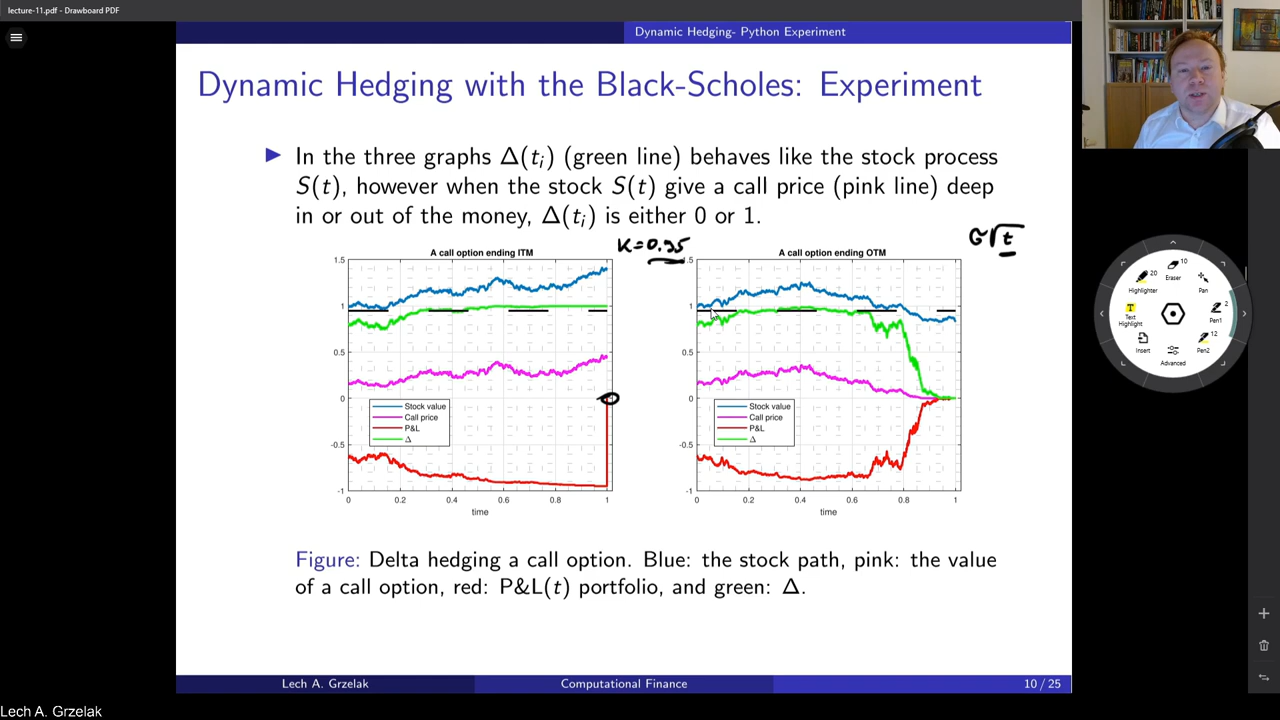 lecture-11.pdf - Drawboard PDF
Dynamic Hedging- Python Experiment
Dynamic Hedging with the Black-Scholes: Experiment
In the three graphs Δ(tᵢ) (green line) behaves like the stock process
S(t), however when the stock S(t) give a call price (pink line) deep
in or out of the money, Δ(tᵢ) is either 0 or 1.
K=0.95
σ√t
A call option ending ITM
1.5
1
0.5
0
-0.5
-1
Stock value
Call price
P&L
Δ
0 0.2 0.4 0.6 0.8 1
time
A call option ending OTM
1.5
1
0.5
0
-0.5
-1
Stock value
Call price
P&L
Δ
0 0.2 0.4 0.6 0.8 1
time
Figure: Delta hedging a call option. Blue: the stock path, pink: the value
of a call option, red: P&L(t) portfolio, and green: Δ.
Lech A. Grzelak
Computational Finance
10 / 25
10
Eraser
20
Highlighter
Pan
Text
Highlight
2
Pen1
Insert
12
Pen2
Advanced
Lech A. Grzelak